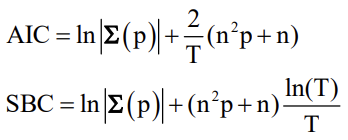 AIC = ln|Σ(p)| + 2/T (n²p + n)
SBC = ln|Σ(p)| + (n²p + n) ln(T)/T